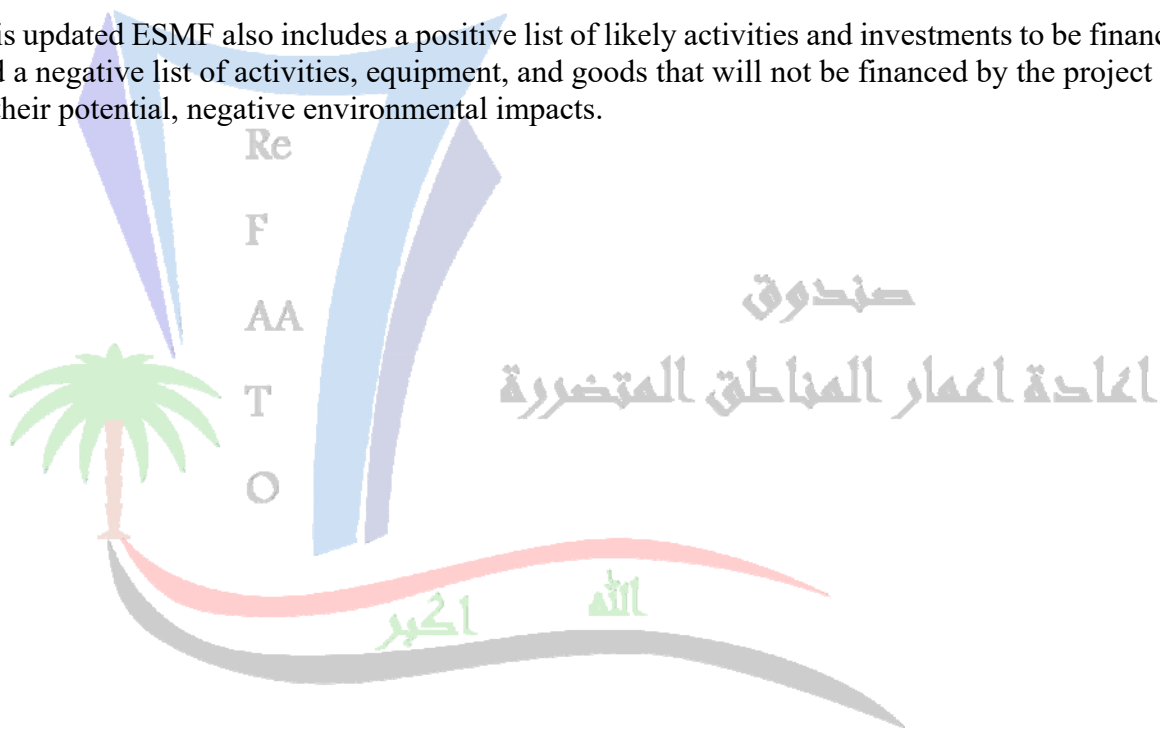 is updated ESMF also includes a positive list of likely activities and investments to be financ
d a negative list of activities, equipment, and goods that will not be financed by the project
their potential, negative environmental impacts.
Re
F
AA
T
O
صندوق
اعادة اعمار المناطق المتضررة
الله
اكبر